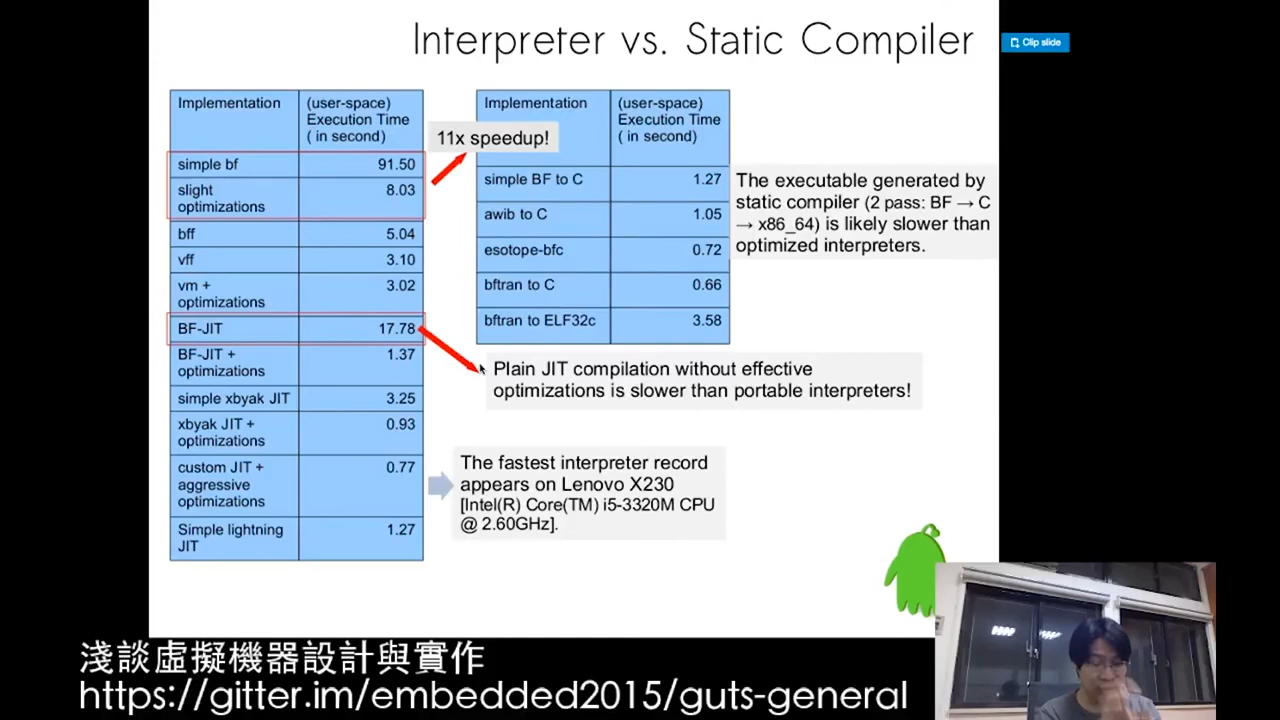 Interpreter vs. Static Compiler
Clip slide
Implementation
(user-space)
Execution Time
( in second)
simple bf
91.50
slight
optimizations
8.03
bff
5.04
vff
3.10
vm +
optimizations
3.02
BF-JIT
17.78
BF-JIT +
optimizations
1.37
simple xbyak JIT
3.25
xbyak JIT
+ optimizations
0.93
custom JIT +
aggressive
optimizations
0.77
Simple lightning
JIT
1.27
11x speedup!
Implementation
(user-space)
Execution Time
( in second)
simple BF to C
1.27
awib to C
1.05
esotope-bfc
0.72
bftran to C
0.66
bftran to ELF32c
3.58
The executable generated by
static compiler (2 pass: BF → C
→ x86_64) is likely slower than
optimized interpreters.
Plain JIT compilation without effective
optimizations is slower than portable interpreters!
The fastest interpreter record
appears on Lenovo X230
[Intel(R) Core(TM) i5-3320M CPU
@ 2.60GHz].
淺談虛擬機器設計與實作
https://gitter.im/embedded2015/guts-general